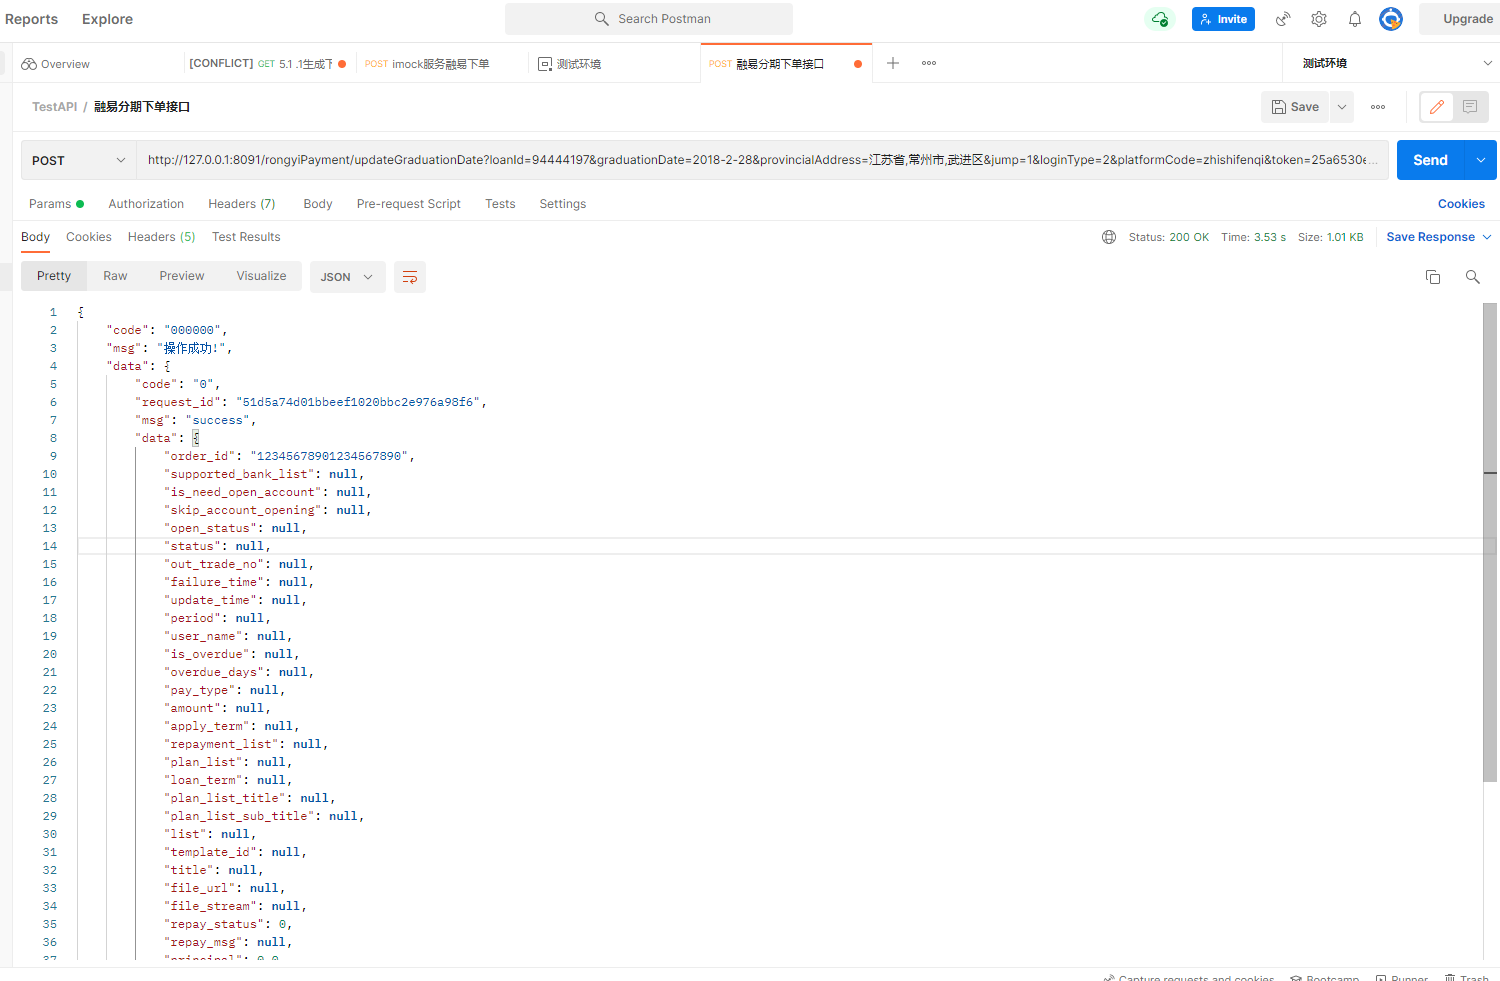 Reports Explore Search Postman Invite Upgrade
Overview [CONFLICT] GET 5.1 .1生成下 POST imock服务融易下单 测试环境 POST 融易分期下单接口 测试环境
TestAPI / 融易分期下单接口 Save
POST http://127.0.0.1:8091/rongyiPayment/updateGraduationDate?loanId=94444197&graduationDate=2018-2-28&provincialAddress=江苏省,常州市,武进区&jump=1&loginType=2&platformCode=zhishifenqi&token=25a6530e... Send
Params Authorization Headers (7) Body Pre-request Script Tests Settings Cookies
Body Cookies Headers (5) Test Results Status: 200 OK Time: 3.53 s Size: 1.01 KB Save Response
Pretty Raw Preview Visualize JSON
1 {
2 "code": "000000",
3 "msg": "操作成功!",
4 "data": {
5 "code": "0",
6 "request_id": "51d5a74d01bbeef1020bbc2e976a98f6",
7 "msg": "success",
8 "data": {
9 "order_id": "12345678901234567890",
10 "supported_bank_list": null,
11 "is_need_open_account": null,
12 "skip_account_opening": null,
13 "open_status": null,
14 "status": null,
15 "out_trade_no": null,
16 "failure_time": null,
17 "update_time": null,
18 "period": null,
19 "user_name": null,
20 "is_overdue": null,
21 "overdue_days": null,
22 "pay_type": null,
23 "amount": null,
24 "apply_term": null,
25 "repayment_list": null,
26 "plan_list": null,
27 "loan_term": null,
28 "plan_list_title": null,
29 "plan_list_sub_title": null,
30 "list": null,
31 "template_id": null,
32 "title": null,
33 "file_url": null,
34 "file_stream": null,
35 "repay_status": 0,
36 "repay_msg": null,
37 "principal": 0.0
Capture requests and cookies Bootcamp Runner Trash